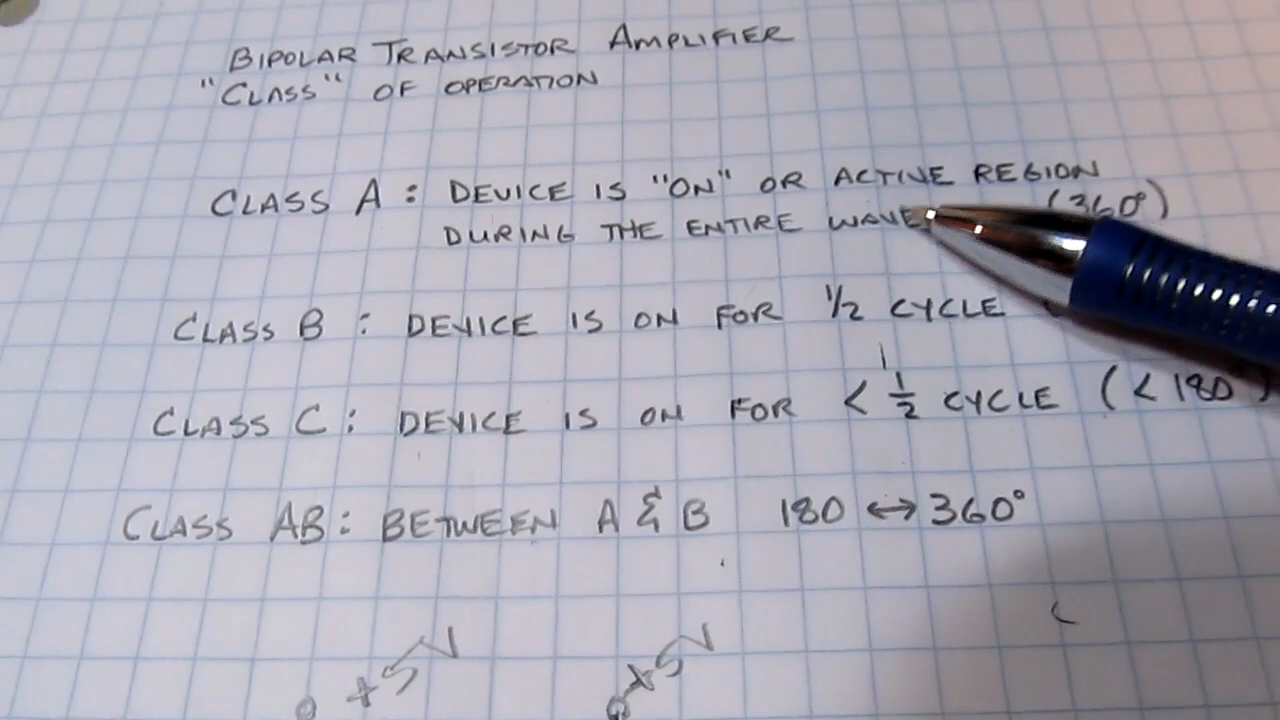 BIPOLAR TRANSISTOR AMPLIFIER
"CLASS" OF OPERATION
CLASS A : DEVICE IS "ON" OR ACTIVE REGION
DURING THE ENTIRE WAVE (360°)
CLASS B : DEVICE IS ON FOR 1/2 CYCLE
CLASS C : DEVICE IS ON FOR < 1/2 CYCLE (< 180°)
CLASS AB : BETWEEN A & B 180 ↔ 360°
+5V +5V